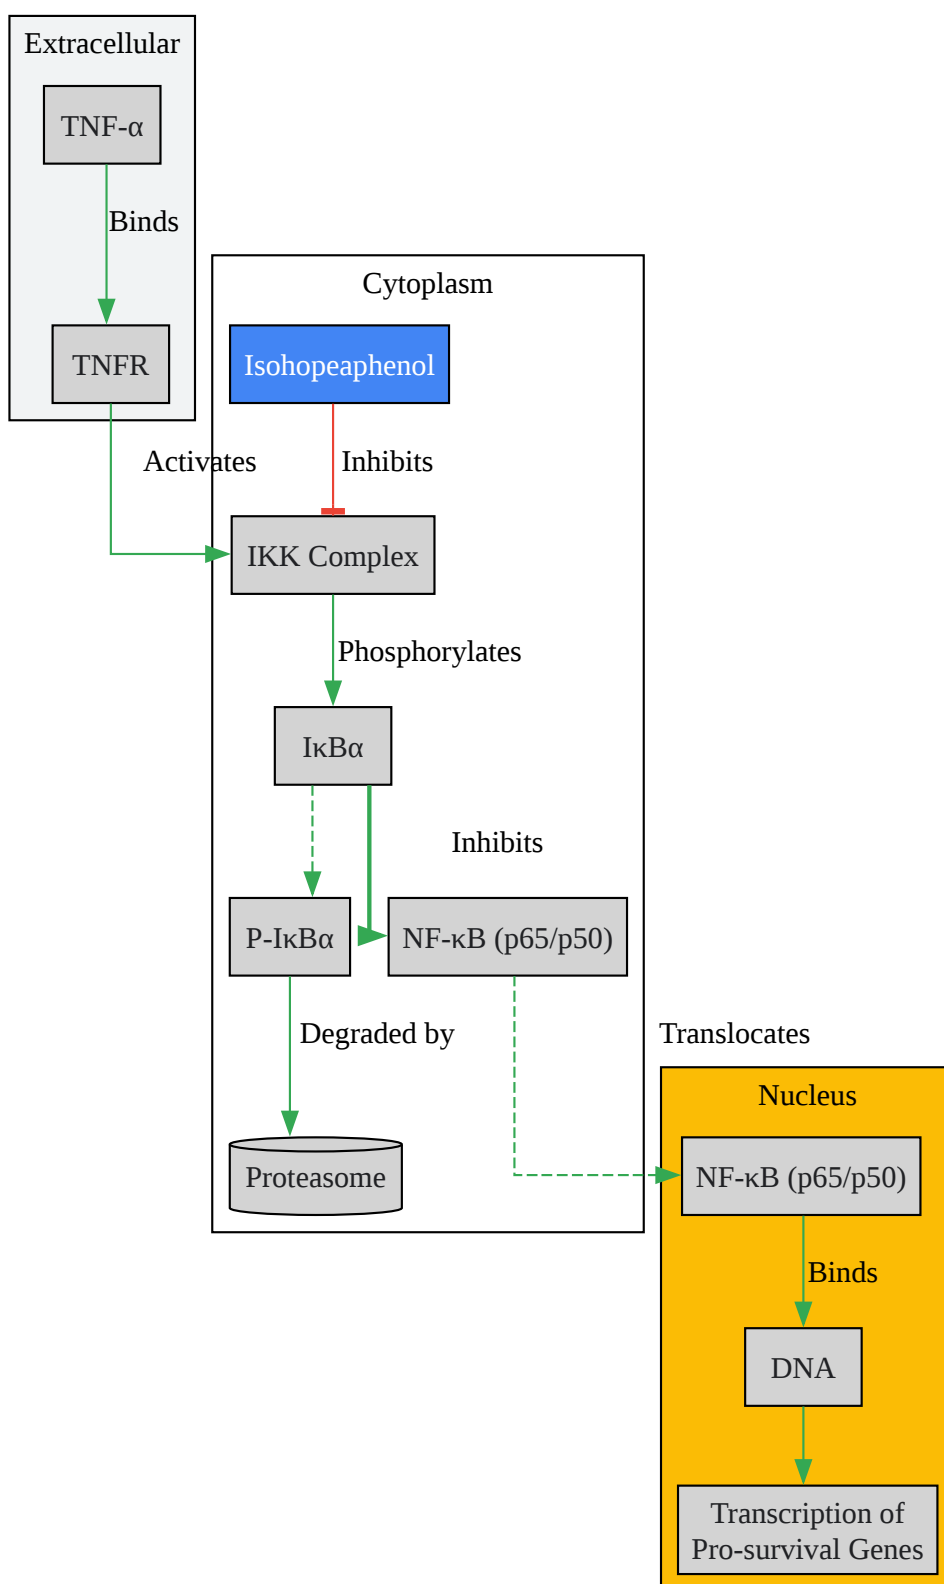 Extracellular
TNF-α
Binds
TNFR
Activates
Cytoplasm
Isohopeaphenol
Inhibits
IKK Complex
Phosphorylates
IκBα
Inhibits
P-IκBα
NF-κB (p65/p50)
Degraded by
Proteasome
Translocates
Nucleus
NF-κB (p65/p50)
Binds
DNA
Transcription of
Pro-survival Genes